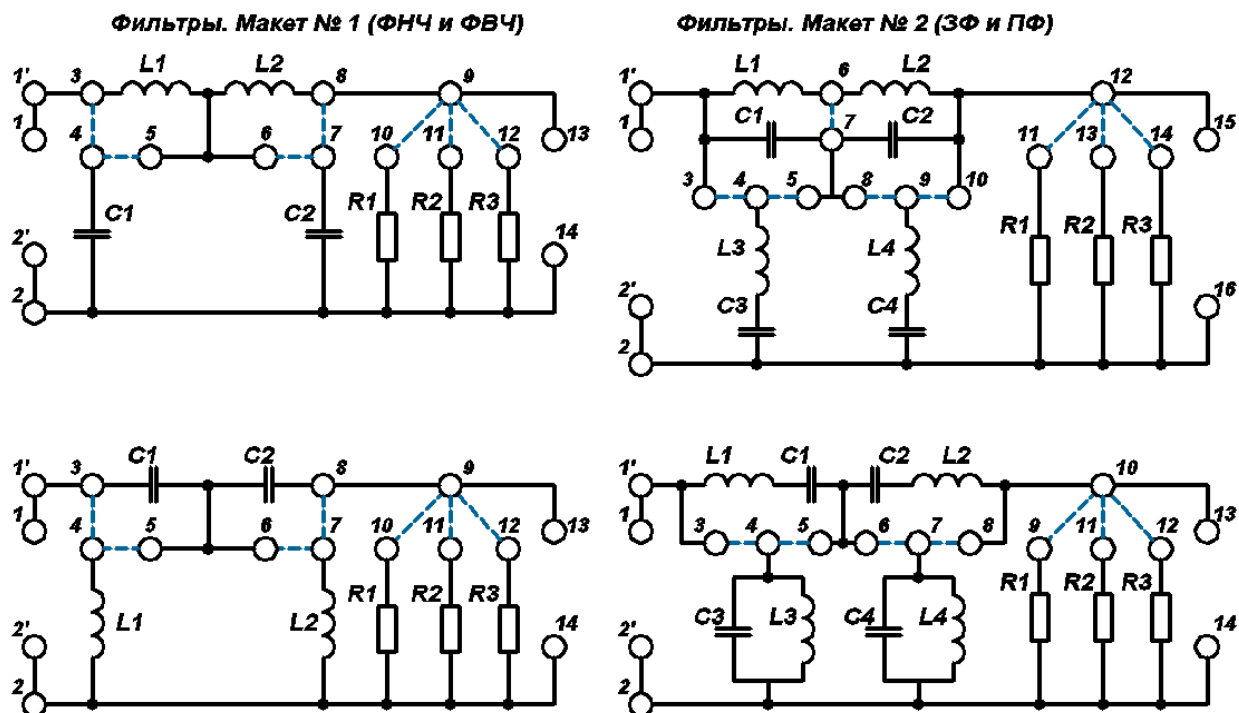 Фильтры. Макет № 1 (ФНЧ и ФВЧ)
Фильтры. Макет № 2 (ЗФ и ПФ)
1' 3 L1 L2 8 9
1 4 5 6 7 10 11 12 13
C1 C2 R1 R2 R3 14
2'
2
1' L1 6 L2 12
1 C1 7 C2 11 13 14 15
3 4 5 8 9 10
L3 L4 R1 R2 R3
2' C3 C4 16
2
1' 3 C1 C2 8 9
1 4 5 6 7 10 11 12 13
L1 L2 R1 R2 R3
2' 14
2
1' L1 C1 C2 L2 10
1 3 4 5 6 7 8 9 11 12 13
C3 L3 C4 L4 R1 R2 R3
2' 14
2